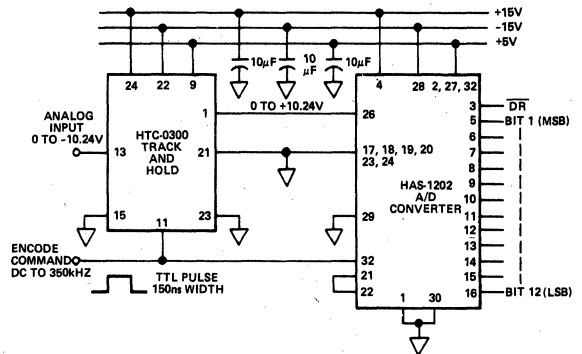 +15V
-15V
+5V
10µF
10
µF
10µF
24
22
9
4
28
2, 27, 32
1
0 TO +10.24V
26
3
DR
5
BIT 1 (MSB)
ANALOG
INPUT
0 TO -10.24V
13
HTC-0300
TRACK
AND
HOLD
21
17, 18, 19, 20
23, 24
6
7
8
9
10
11
12
13
14
15
16
BIT 12 (LSB)
HAS-1202
A/D
CONVERTER
15
11
23
29
ENCODE
COMMAND
DC TO 350kHZ
32
21
22
TTL PULSE
150ns WIDTH
1
30